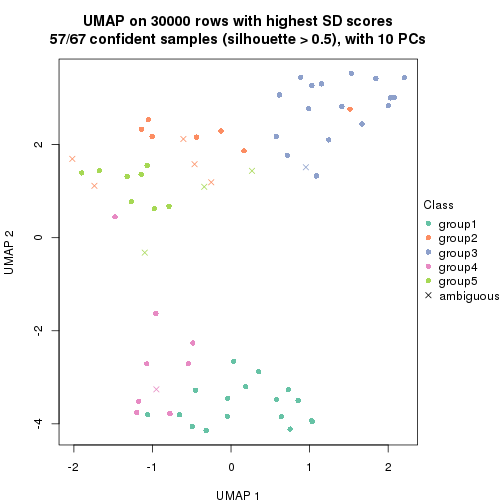 UMAP on 30000 rows with highest SD scores
57/67 confident samples (silhouette > 0.5), with 10 PCs
2
0
-2
-4
UMAP 2
-2
-1
0
1
2
UMAP 1
Class
group1
group2
group3
group4
group5
ambiguous